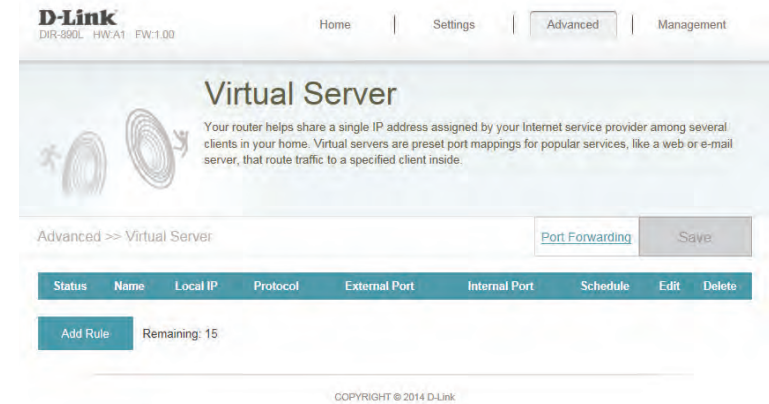 D-Link
DIR-890L HW:A1 FW:1.00
Home Settings Advanced Management
Virtual Server
Your router helps share a single IP address assigned by your Internet service provider among several
clients in your home. Virtual servers are preset port mappings for popular services, like a web or e-mail
server, that route traffic to a specified client inside.
Advanced >> Virtual Server Port Forwarding Save
Status Name Local IP Protocol External Port Internal Port Schedule Edit Delete
Add Rule Remaining: 15
COPYRIGHT © 2014 D-Link